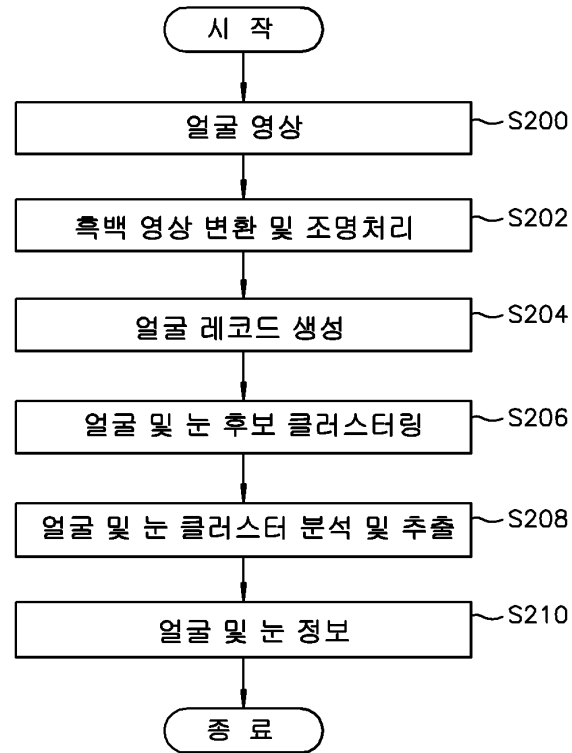 시 작
얼굴 영상
S200
흑백 영상 변환 및 조명처리
S202
얼굴 레코드 생성
S204
얼굴 및 눈 후보 클러스터링
S206
얼굴 및 눈 클러스터 분석 및 추출
S208
얼굴 및 눈 정보
S210
종 료